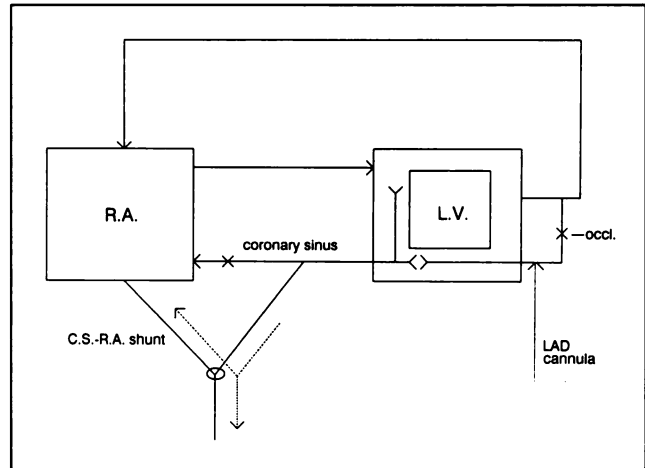 R.A.
L.V.
—occl.
coronary sinus
C.S.-R.A. shunt
LAD
cannula